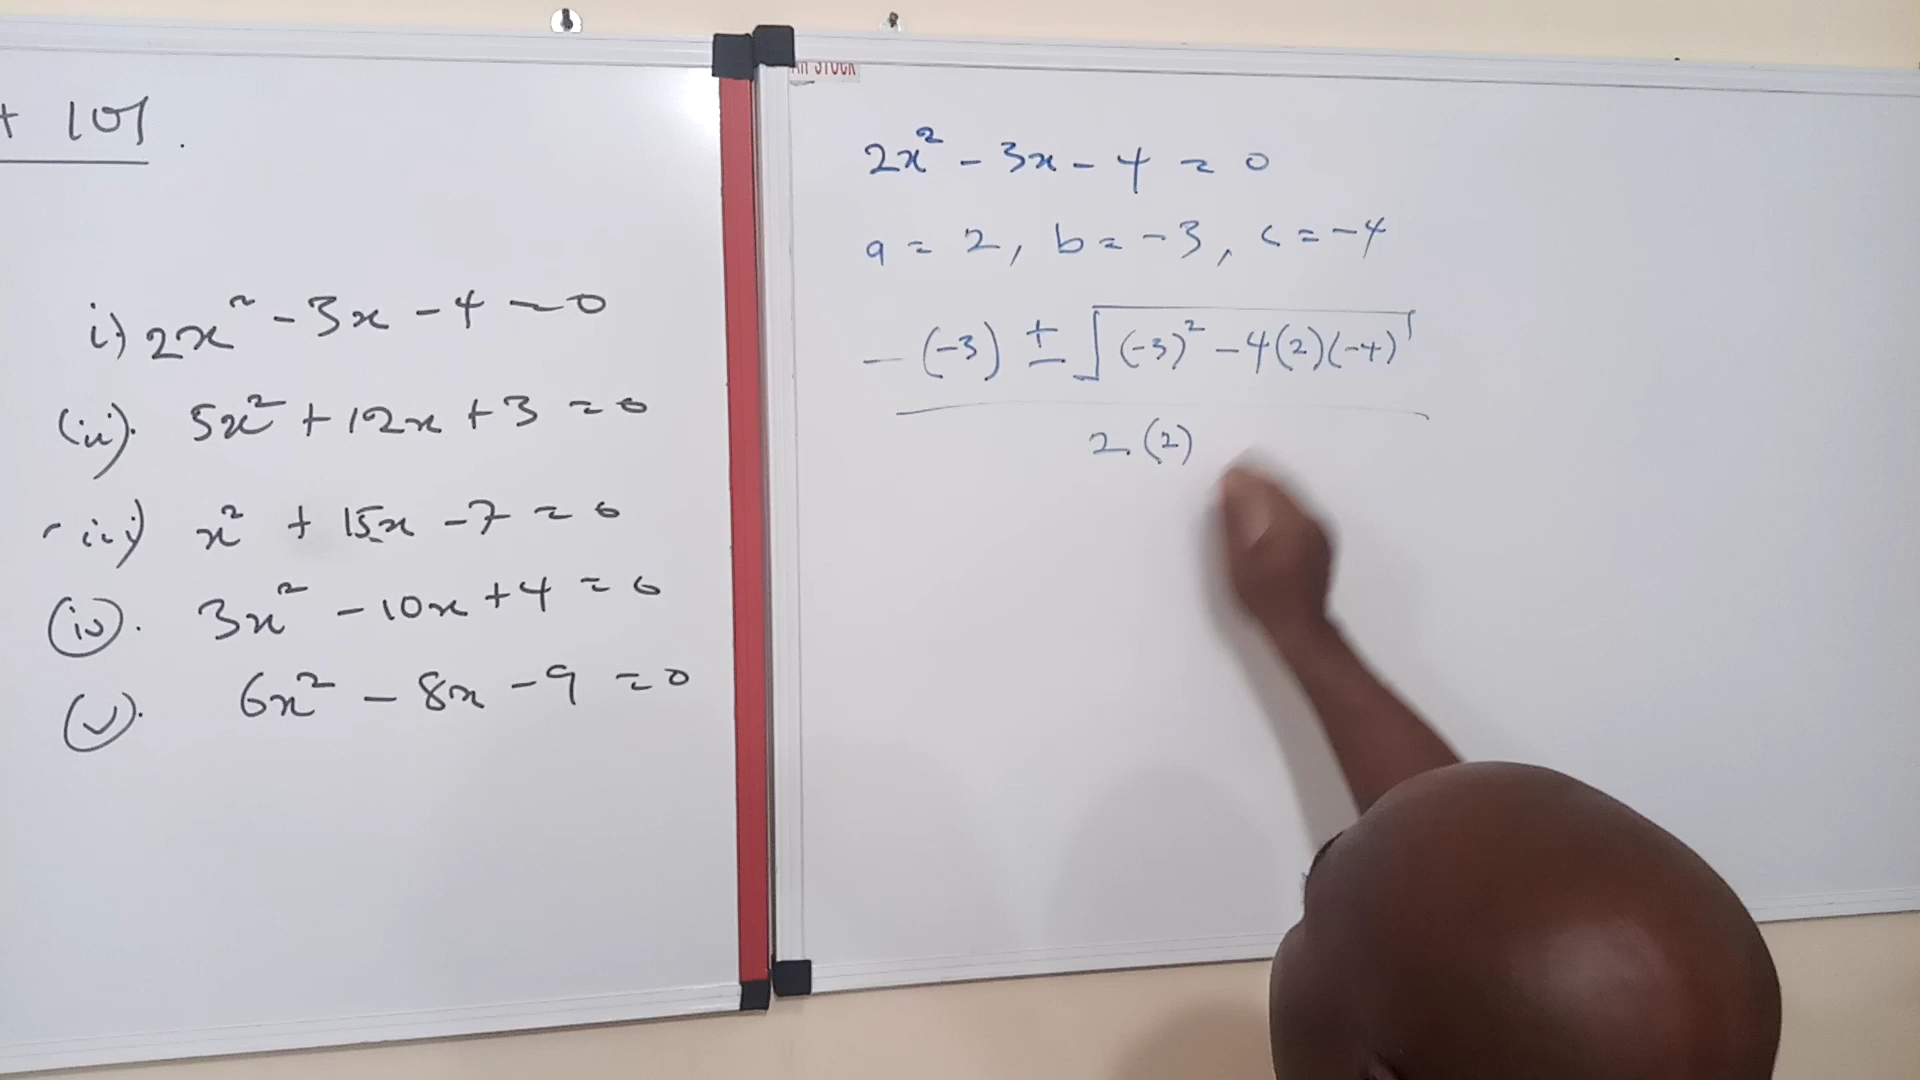 + 101.
i) 2x² - 3x - 4 = 0
(ii). 5x² + 12x + 3 = 0
iii) x² + 15x - 7 = 0
(iv). 3x² - 10x + 4 = 0
(v). 6x² - 8x - 9 = 0
STOCK
2x² - 3x - 4 = 0
a = 2, b = -3, c = -4
-(-3) ± √(-3)² - 4(2)(-4)
2(2)